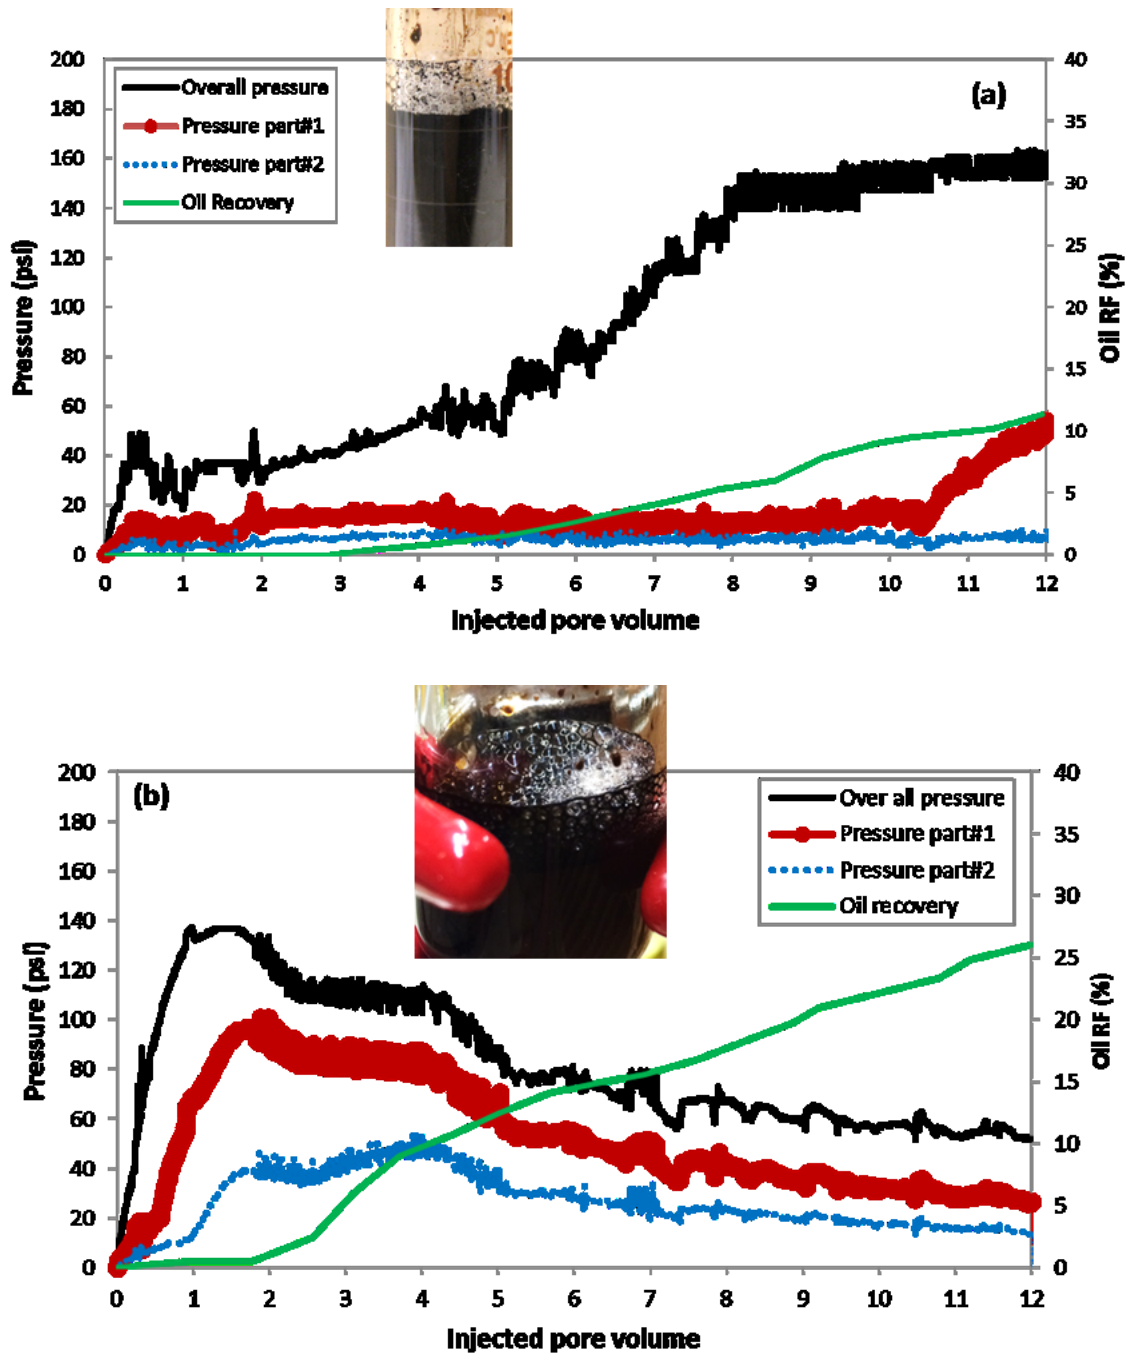 200
180
160
140
120
100
80
60
40
20
0
Pressure (psi)
Overall pressure
Pressure part#1
Pressure part#2
Oil Recovery
10
(a)
40
35
30
25
20
15
10
5
0
Oil RF (%)
0 1 2 3 4 5 6 7 8 9 10 11 12
Injected pore volume
200
180
160
140
120
100
80
60
40
20
0
Pressure (psi)
(b)
Over all pressure
Pressure part#1
Pressure part#2
Oil recovery
40
35
30
25
20
15
10
5
0
Oil RF (%)
0 1 2 3 4 5 6 7 8 9 10 11 12
Injected pore volume